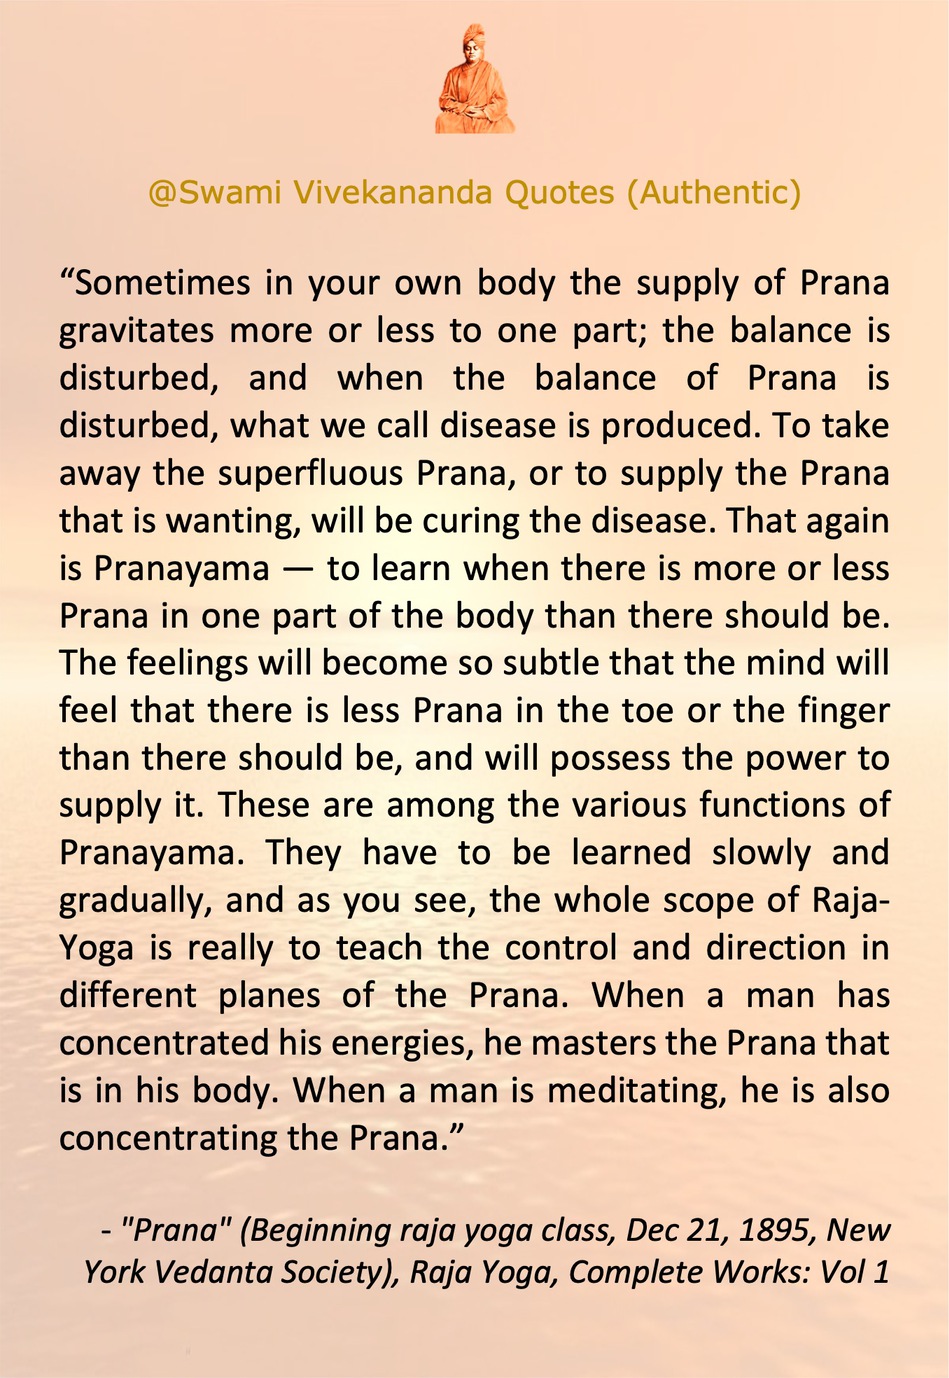 @Swami Vivekananda Quotes (Authentic)
“Sometimes in your own body the supply of Prana
gravitates more or less to one part; the balance is
disturbed, and when the balance of Prana is
disturbed, what we call disease is produced. To take
away the superfluous Prana, or to supply the Prana
that is wanting, will be curing the disease. That again
is Pranayama — to learn when there is more or less
Prana in one part of the body than there should be.
The feelings will become so subtle that the mind will
feel that there is less Prana in the toe or the finger
than there should be, and will possess the power to
supply it. These are among the various functions of
Pranayama. They have to be learned slowly and
gradually, and as you see, the whole scope of Raja-
Yoga is really to teach the control and direction in
different planes of the Prana. When a man has
concentrated his energies, he masters the Prana that
is in his body. When a man is meditating, he is also
concentrating the Prana.”
- "Prana" (Beginning raja yoga class, Dec 21, 1895, New
York Vedanta Society), Raja Yoga, Complete Works: Vol 1